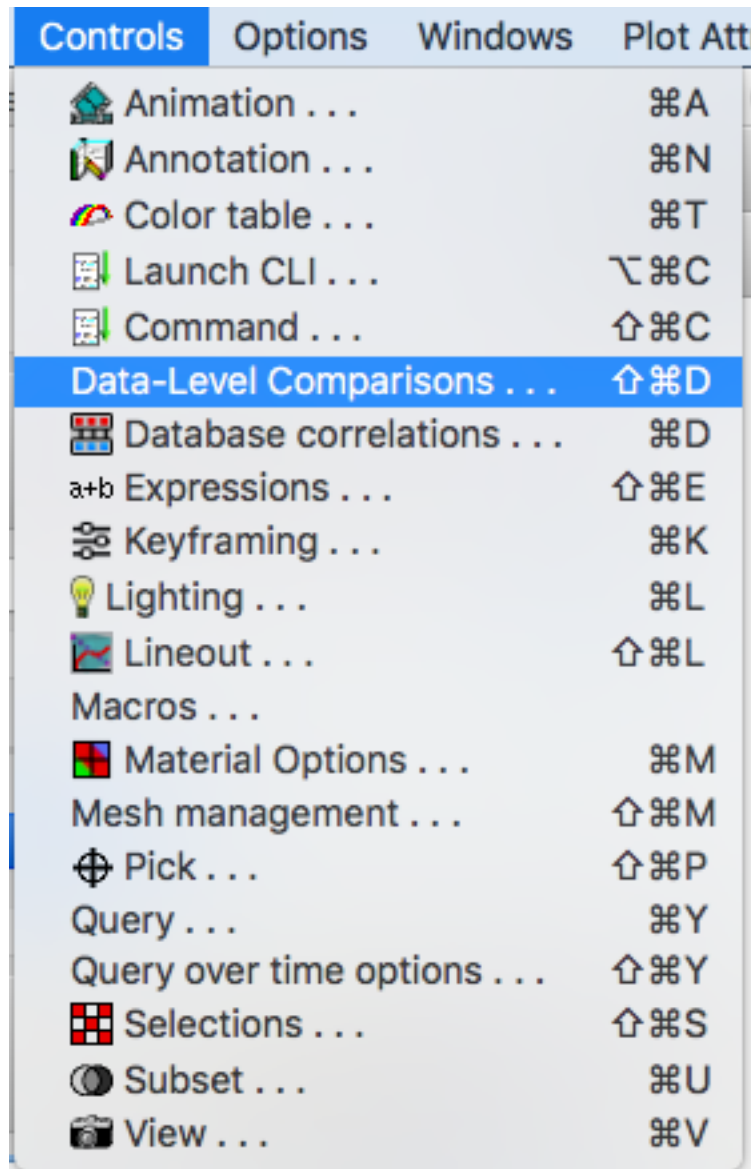 Controls Options Windows Plot Att
Animation . . . ⌘A
Annotation . . . ⌘N
Color table . . . ⌘T
Launch CLI . . . ⌥⌘C
Command . . . ⇧⌘C
Data-Level Comparisons . . . ⇧⌘D
Database correlations . . . ⌘D
a+b Expressions . . . ⇧⌘E
Keyframing . . . ⌘K
Lighting . . . ⌘L
Lineout . . . ⇧⌘L
Macros . . .
Material Options . . . ⌘M
Mesh management . . . ⇧⌘M
Pick . . . ⇧⌘P
Query . . . ⌘Y
Query over time options . . . ⇧⌘Y
Selections . . . ⇧⌘S
Subset . . . ⌘U
View . . . ⌘V